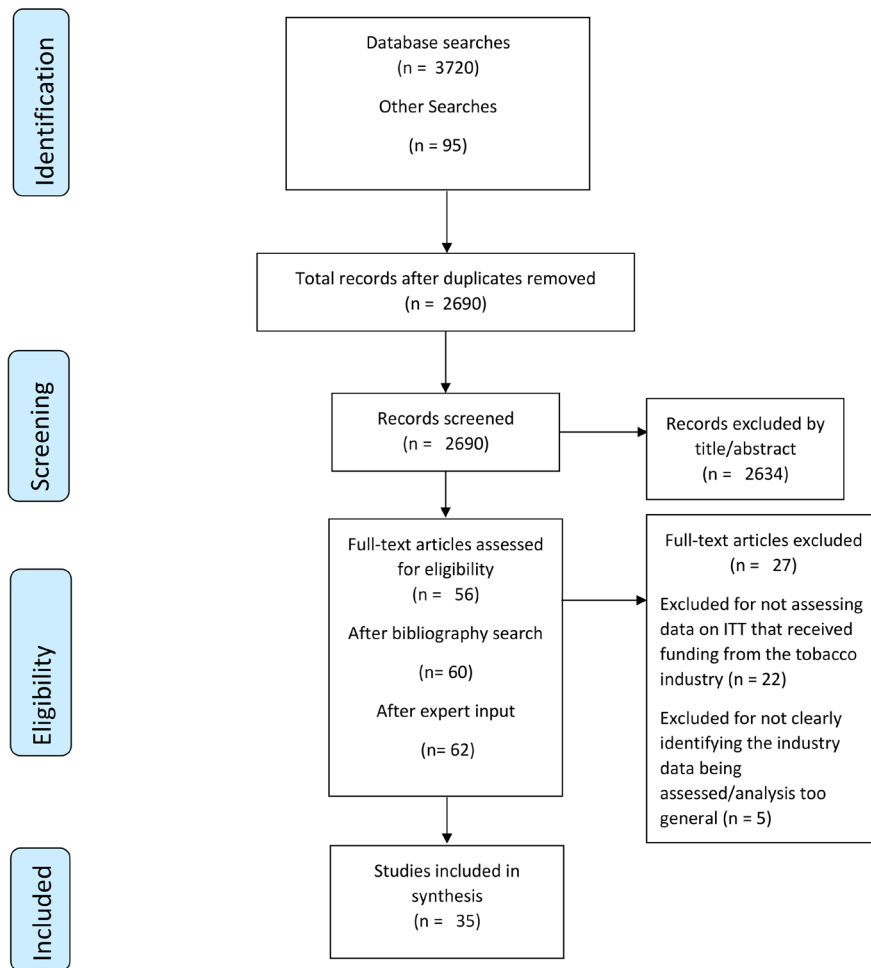 Identification
Database searches
(n = 3720)
Other Searches
(n = 95)
Total records after duplicates removed
(n = 2690)
Screening
Records screened
(n = 2690)
Records excluded by
title/abstract
(n = 2634)
Eligibility
Full-text articles assessed
for eligibility
(n = 56)
After bibliography search
(n= 60)
After expert input
(n= 62)
Full-text articles excluded
(n = 27)
Excluded for not assessing
data on ITT that received
funding from the tobacco
industry (n = 22)
Excluded for not clearly
identifying the industry
data being
assessed/analysis too
general (n = 5)
Included
Studies included in
synthesis
(n = 35)